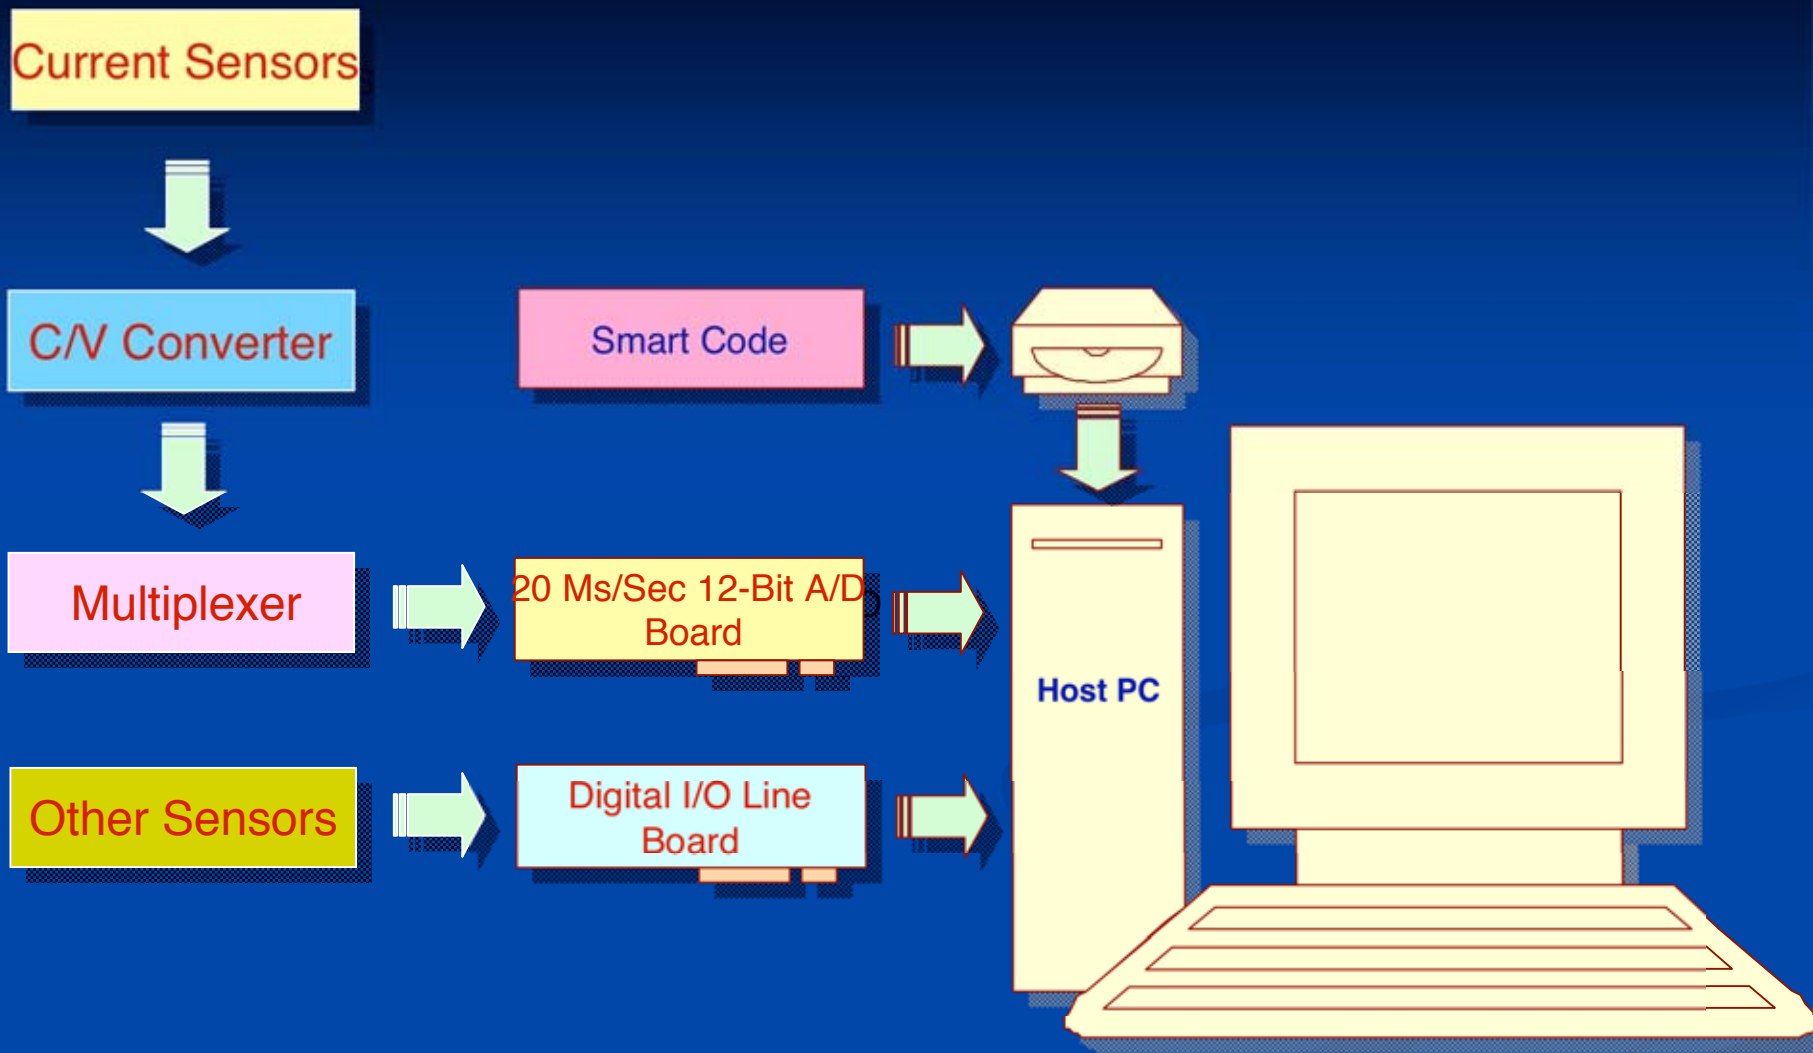 Current Sensors
C/V Converter
Smart Code
Multiplexer
20 Ms/Sec 12-Bit A/D
Board
Host PC
Other Sensors
Digital I/O Line
Board